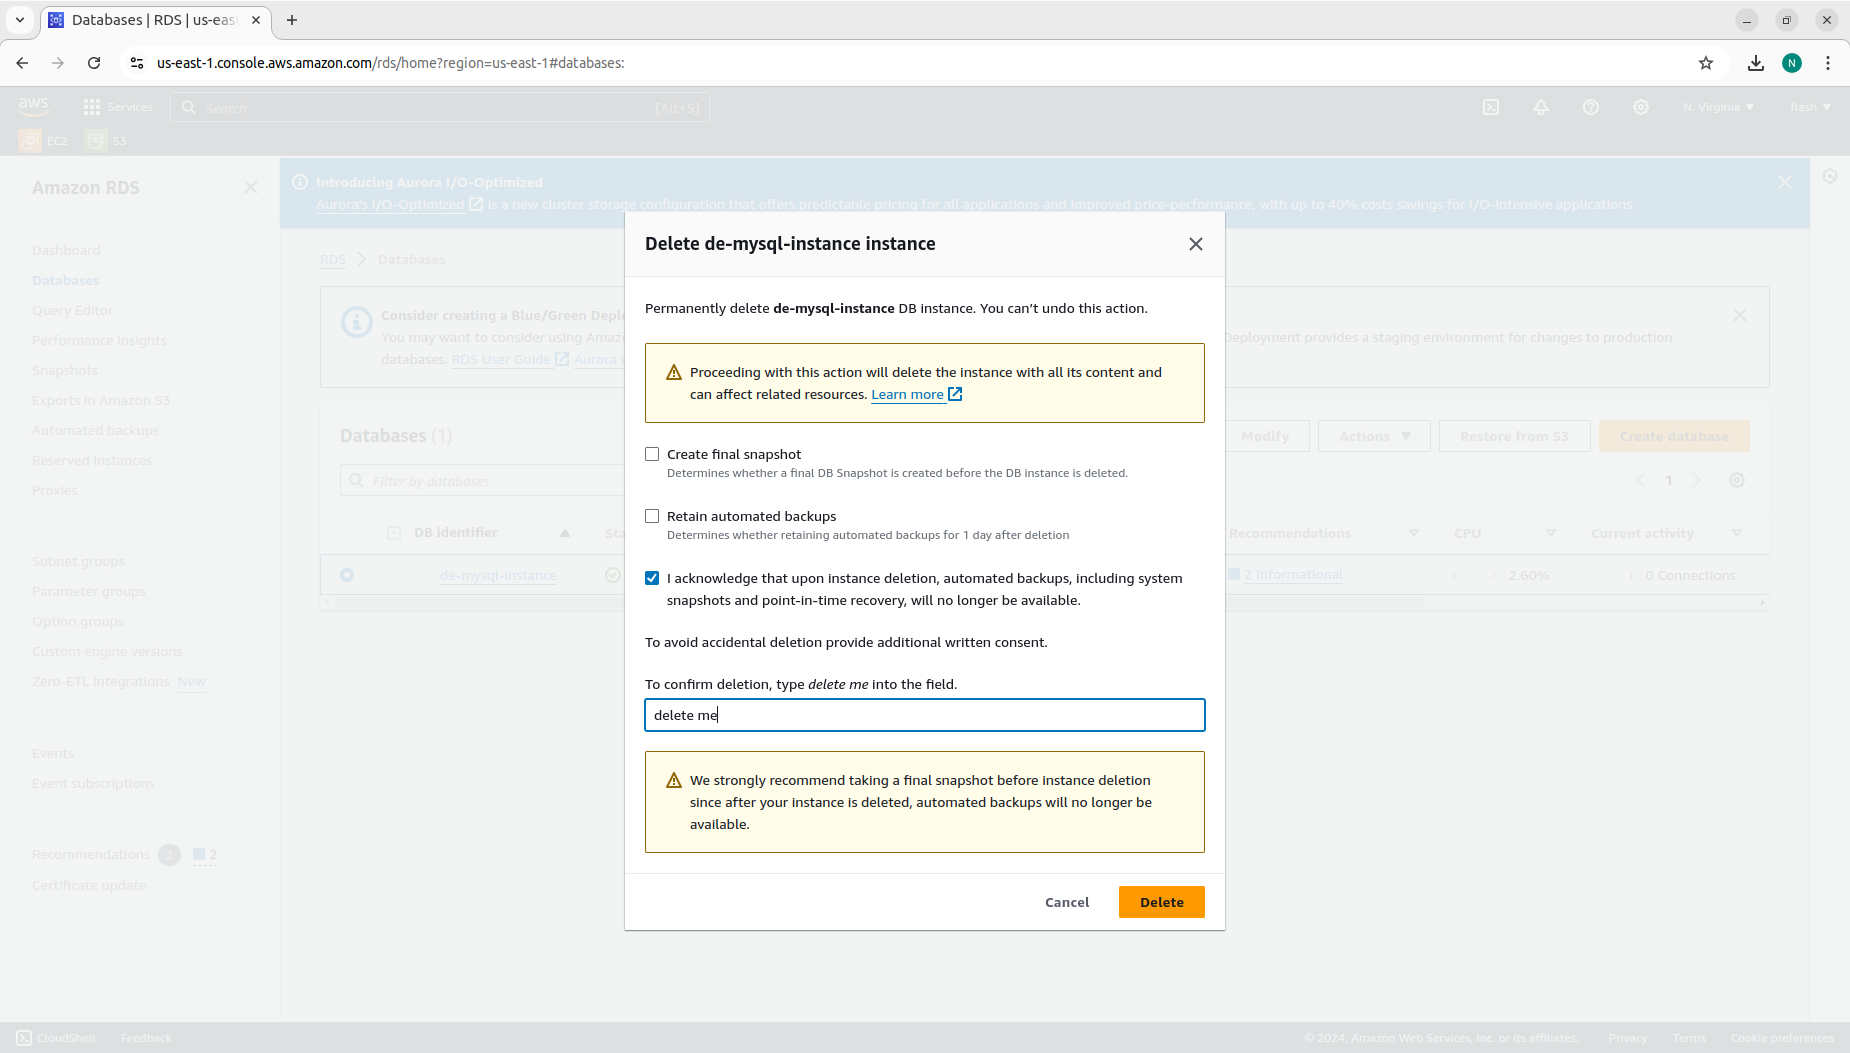 Databases | RDS | us-east
us-east-1.console.aws.amazon.com/rds/home?region=us-east-1#databases:
N
aws
Services
Search
[Alt+S]
N. Virginia
flash
EC2
S3
Amazon RDS
Dashboard
Databases
Query Editor
Performance insights
Snapshots
Exports in Amazon S3
Automated backups
Reserved instances
Proxies
Subnet groups
Parameter groups
Option groups
Custom engine versions
Zero-ETL integrations New
Events
Event subscriptions
Recommendations 2 2
Certificate update
Introducing Aurora I/O-Optimized
Aurora's I/O-Optimized is a new cluster storage configuration that offers predictable pricing for all applications and improved price-performance, with up to 40% costs savings for I/O-intensive applications.
RDS
Databases
Consider creating a Blue/Green Deplo
You may want to consider using Amazo
Deployment provides a staging environment for changes to production
databases. RDS User Guide Aurora
Databases (1)
Modify
Actions
Restore from S3
Create database
Filter by databases
1
DB identifier
Sta
Recommendations
CPU
Current activity
de-mysql-instance
2 Informational
2.60%
0 Connections
Delete de-mysql-instance instance
Permanently delete de-mysql-instance DB instance. You can't undo this action.
Proceeding with this action will delete the instance with all its content and
can affect related resources. Learn more
Create final snapshot
Determines whether a final DB Snapshot is created before the DB instance is deleted.
Retain automated backups
Determines whether retaining automated backups for 1 day after deletion
I acknowledge that upon instance deletion, automated backups, including system
snapshots and point-in-time recovery, will no longer be available.
To avoid accidental deletion provide additional written consent.
To confirm deletion, type delete me into the field.
delete me
We strongly recommend taking a final snapshot before instance deletion
since after your instance is deleted, automated backups will no longer be
available.
Cancel
Delete
CloudShell
Feedback
© 2024, Amazon Web Services, Inc. or its affiliates.
Privacy
Terms
Cookie preferences